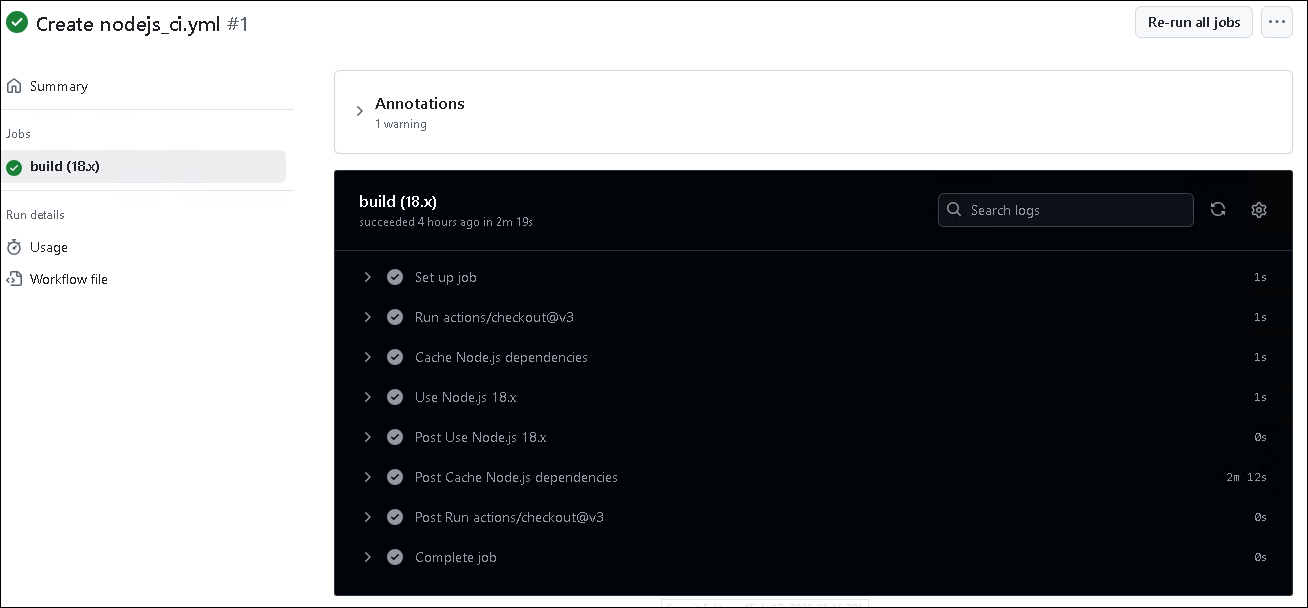 Create nodejs_ci.yml #1
Re-run all jobs
Summary
Jobs
build (18.x)
Run details
Usage
Workflow file
Annotations
1 warning
build (18.x)
succeeded 4 hours ago in 2m 19s
Search logs
Set up job 1s
Run actions/checkout@v3 1s
Cache Node.js dependencies 1s
Use Node.js 18.x 1s
Post Use Node.js 18.x 0s
Post Cache Node.js dependencies 2m 12s
Post Run actions/checkout@v3 0s
Complete job 0s